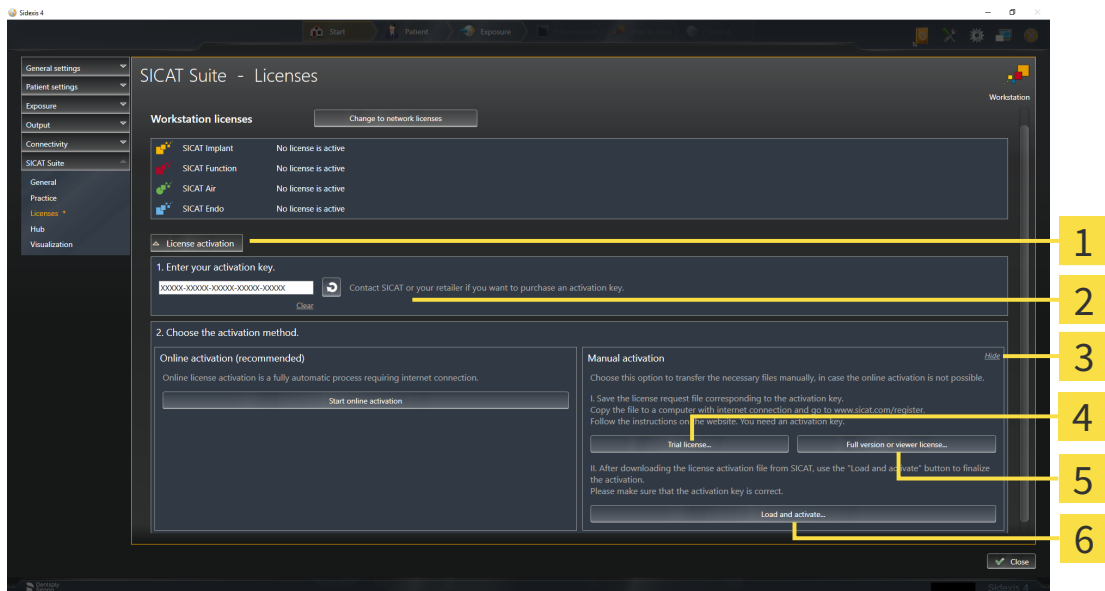 Sidexis 4
Start
Patient
Exposure
General settings
Patient settings
Exposure
Output
Connectivity
SICAT Suite
General
Practice
Licenses *
Hub
Visualization
SICAT Suite - Licenses
Workstation
Workstation licenses
Change to network licenses
SICAT Implant No license is active
SICAT Function No license is active
SICAT Air No license is active
SICAT Endo No license is active
License activation
1. Enter your activation key.
XXXXX-XXXXX-XXXXX-XXXXX-XXXXX
Contact SICAT or your retailer if you want to purchase an activation key.
Clear
2. Choose the activation method.
Online activation (recommended)
Online license activation is a fully automatic process requiring internet connection.
Start online activation
Manual activation
Hide
Choose this option to transfer the necessary files manually, in case the online activation is not possible.
I. Save the license request file corresponding to the activation key.
Copy the file to a computer with internet connection and go to www.sicat.com/register.
Follow the instructions on the website. You need an activation key.
Trial license...
Full version or viewer license...
II. After downloading the license activation file from SICAT, use the "Load and activate" button to finalize
the activation.
Please make sure that the activation key is correct.
Load and activate...
Close
Dentsply
Sirona
Sidexis 4
1
2
3
4
5
6